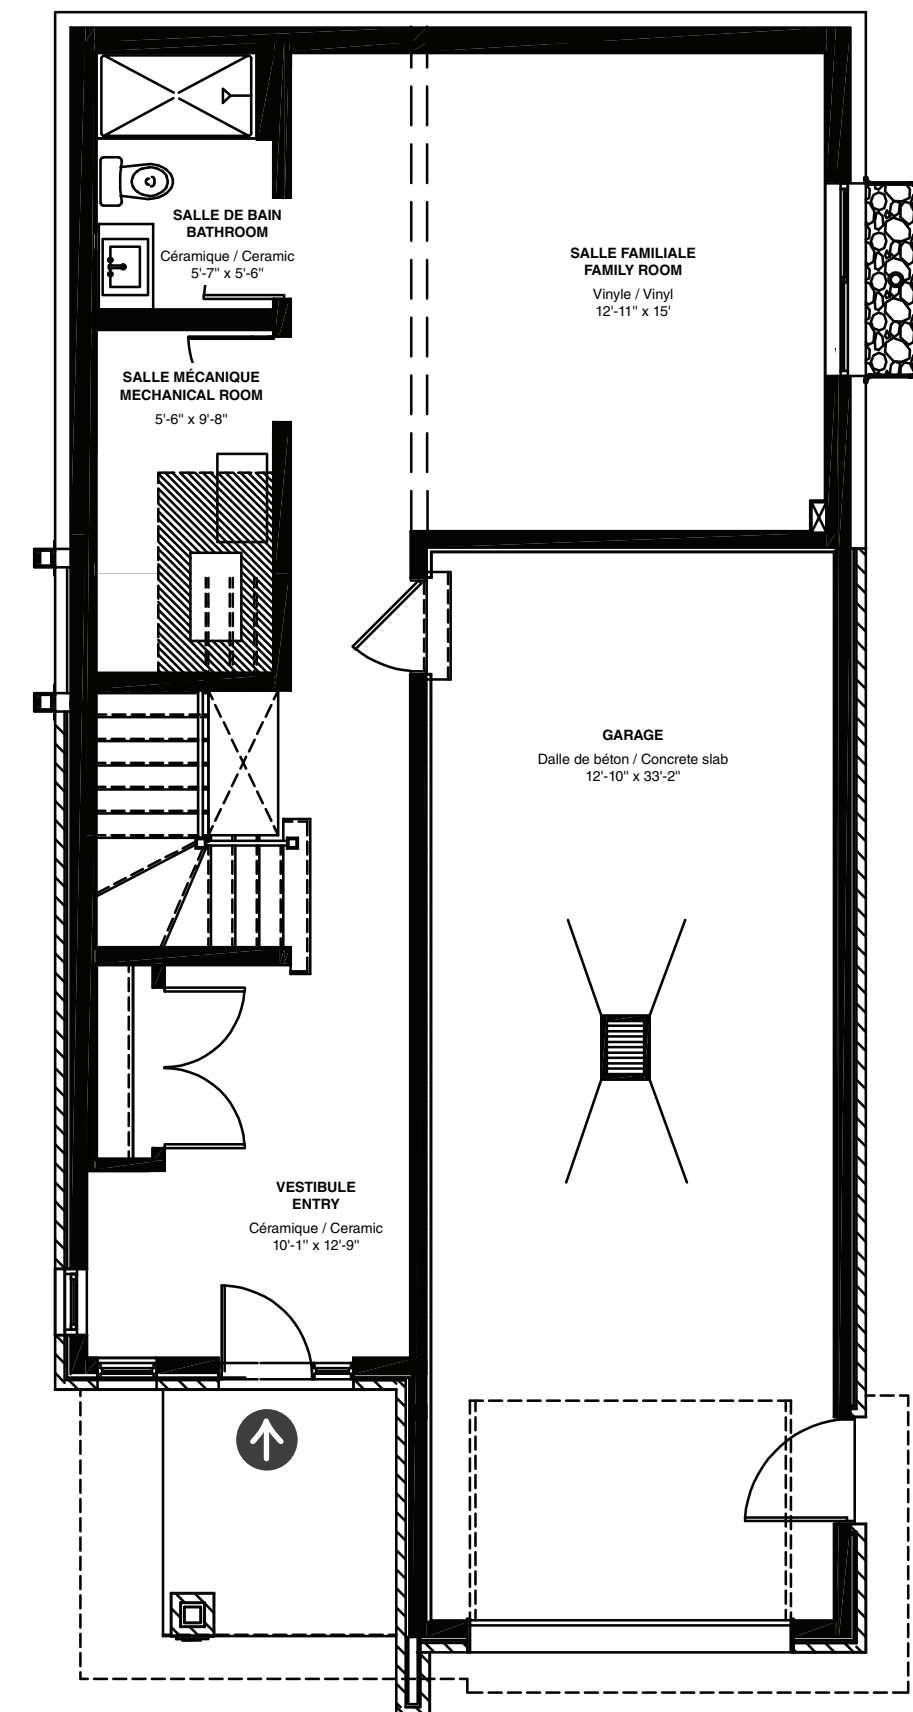 SALLE DE BAIN
BATHROOM
Céramique / Ceramic
5'-7" x 5'-6"
SALLE FAMILIALE
FAMILY ROOM
Vinyle / Vinyl
12'-11" x 15'
SALLE MÉCANIQUE
MECHANICAL ROOM
5'-6" x 9'-8"
GARAGE
Dalle de béton / Concrete slab
12'-10" x 33'-2"
VESTIBULE
ENTRY
Céramique / Ceramic
10'-1" x 12'-9"